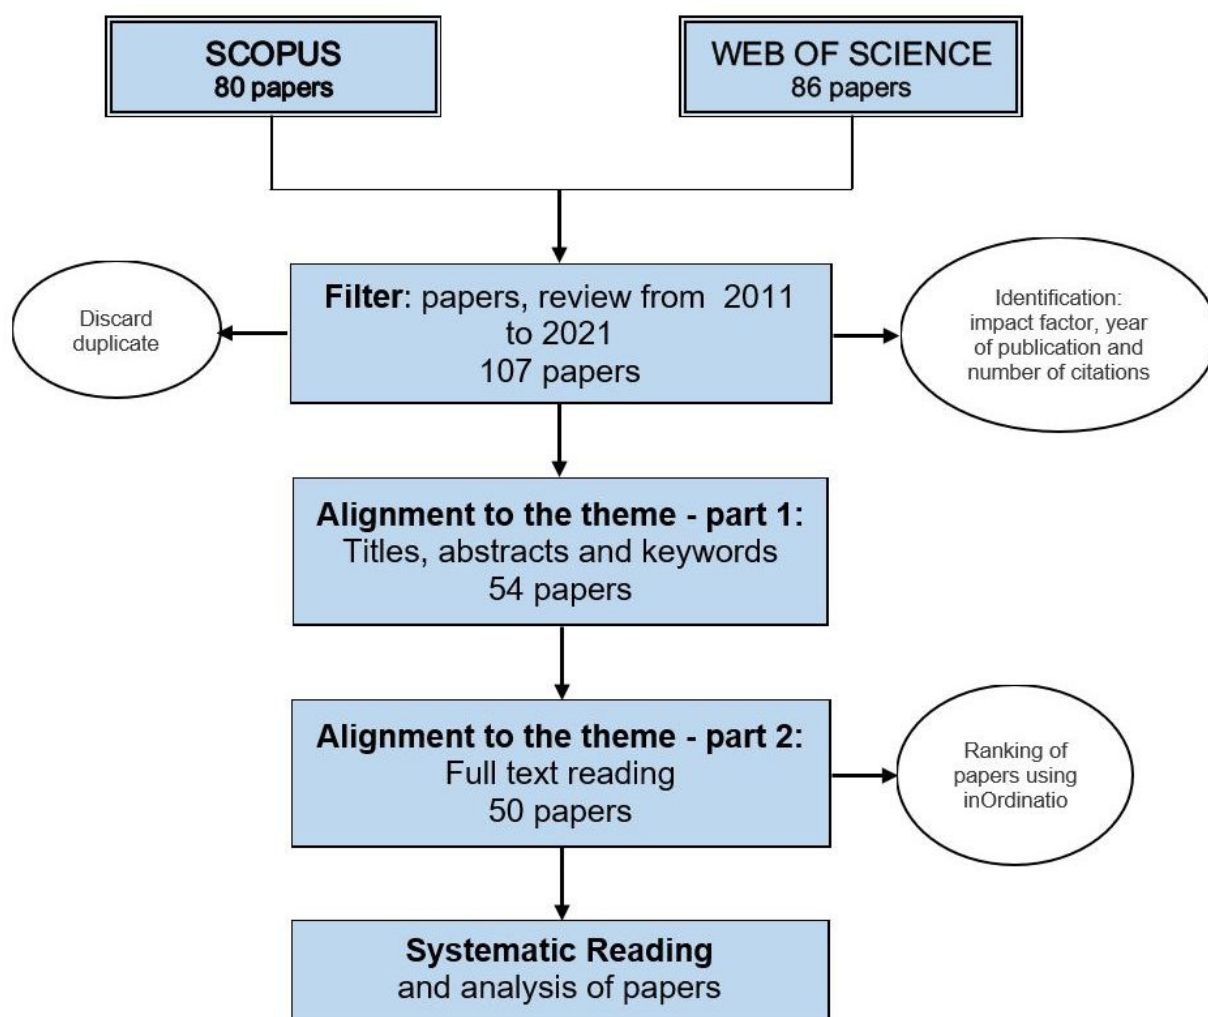 SCOPUS
80 papers
WEB OF SCIENCE
86 papers
Discard
duplicate
Filter: papers, review from 2011
to 2021
107 papers
Identification:
impact factor, year
of publication and
number of citations
Alignment to the theme - part 1:
Titles, abstracts and keywords
54 papers
Alignment to the theme - part 2:
Full text reading
50 papers
Ranking of
papers using
inOrdinatio
Systematic Reading
and analysis of papers